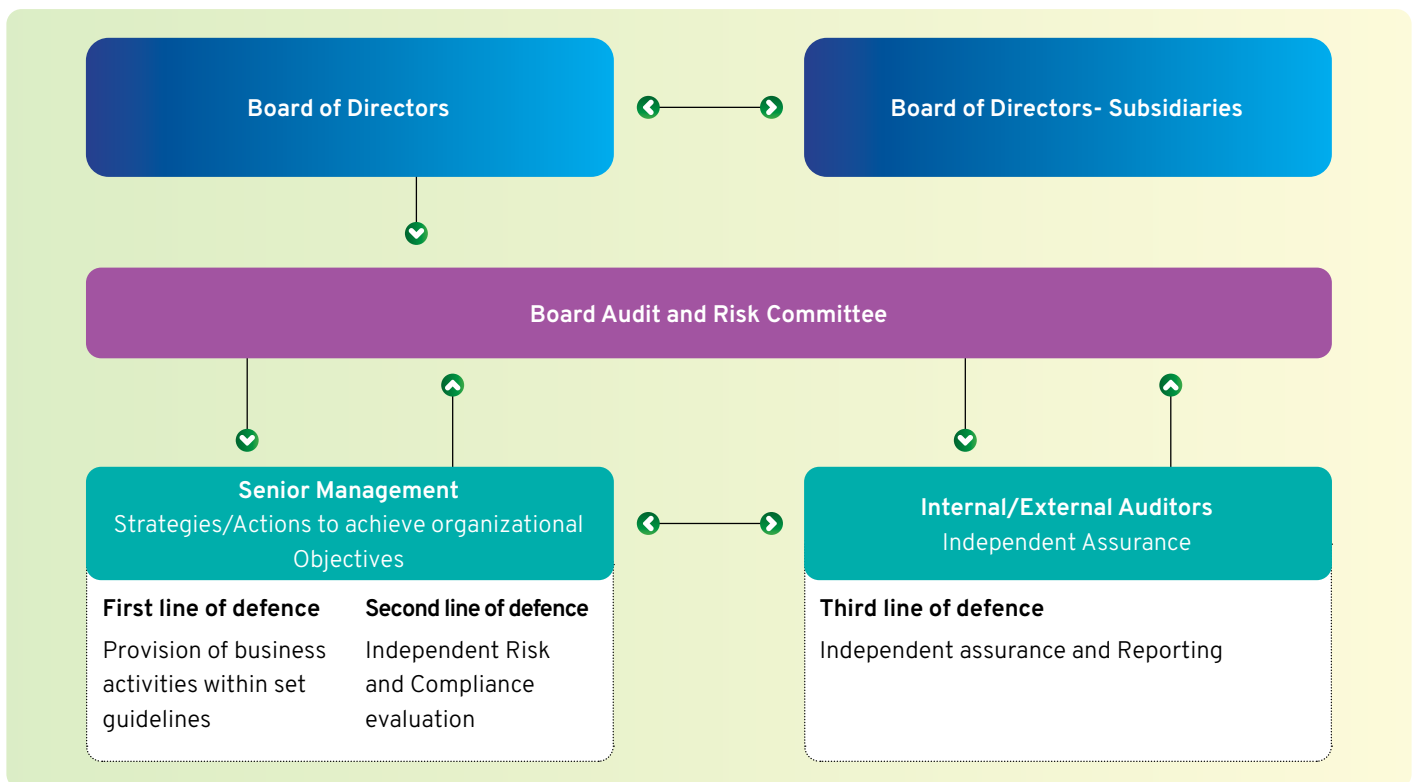 Board of Directors
Board of Directors- Subsidiaries
Board Audit and Risk Committee
Senior Management
Strategies/Actions to achieve organizational
Objectives
Internal/External Auditors
Independent Assurance
First line of defence
Provision of business
activities within set
guidelines
Second line of defence
Independent Risk
and Compliance
evaluation
Third line of defence
Independent assurance and Reporting